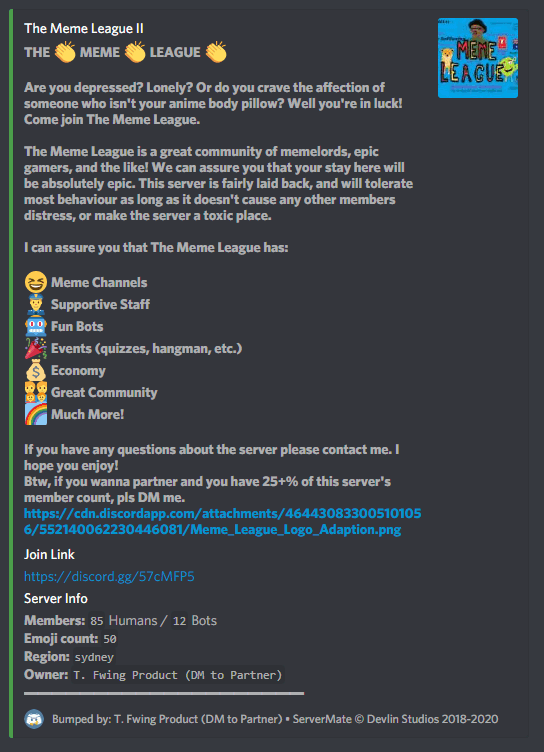 The Meme League II
THE 👏 MEME 👏 LEAGUE 👏
MEME
LEAGUE
Are you depressed? Lonely? Or do you crave the affection of
someone who isn't your anime body pillow? Well you're in luck!
Come join The Meme League.
The Meme League is a great community of memelords, epic
gamers, and the like! We can assure you that your stay here will
be absolutely epic. This server is fairly laid back, and will tolerate
most behaviour as long as it doesn't cause any other members
distress, or make the server a toxic place.
I can assure you that The Meme League has:
Meme Channels
Supportive Staff
Fun Bots
Events (quizzes, hangman, etc.)
Economy
Great Community
Much More!
If you have any questions about the server please contact me. I
hope you enjoy!
Btw, if you wanna partner and you have 25+% of this server's
member count, pls DM me.
https://cdn.discordapp.com/attachments/46443083300510105
6/552140062230446081/Meme_League_Logo_Adaption.png
Join Link
https://discord.gg/57cMFP5
Server Info
Members: 85 Humans / 12 Bots
Emoji count: 50
Region: sydney
Owner: T. Fwing Product (DM to Partner)
Bumped by: T. Fwing Product (DM to Partner) • ServerMate © Devlin Studios 2018-2020